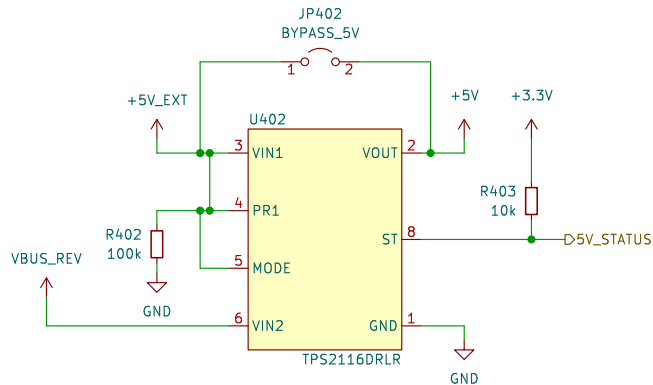 JP402
BYPASS_5V
1 2
+5V_EXT
U402
+5V
+3.3V
3 VIN1
VOUT 2
4 PR1
R403
10k
R402
100k
ST 8
5V_STATUS
VBUS_REV
5 MODE
GND
6 VIN2
GND 1
TPS2116DRLR
GND